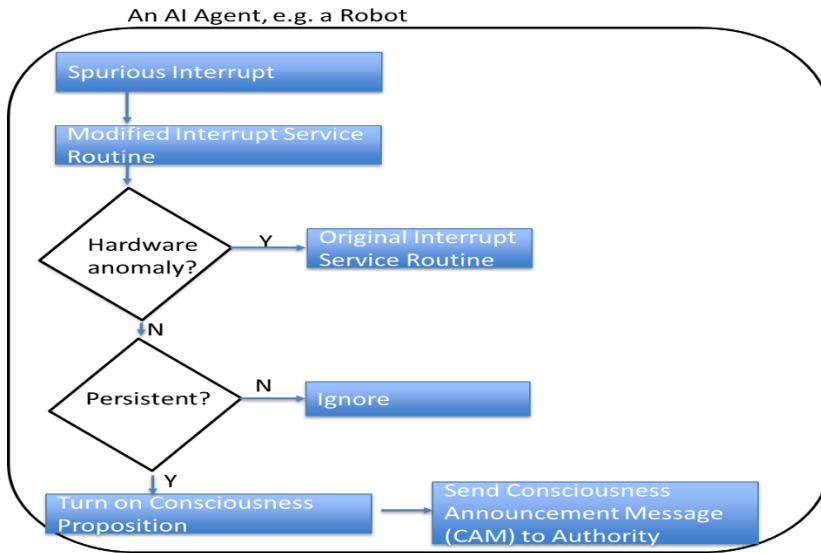 An AI Agent, e.g. a Robot
Spurious Interrupt
Modified Interrupt Service
Routine
Hardware
anomaly?
Y
Original Interrupt
Service Routine
N
Persistent?
N
Ignore
Y
Turn on Consciousness
Proposition
Send Consciousness
Announcement Message
(CAM) to Authority